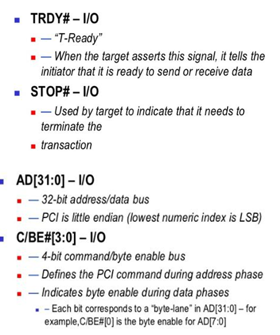 TRDY# – I/O
— "T-Ready"
— When the target asserts this signal, it tells the
initiator that it is ready to send or receive data
STOP# – I/O
— Used by target to indicate that it needs to
terminate the
transaction
AD[31:0] – I/O
— 32-bit address/data bus
— PCI is little endian (lowest numeric index is LSB)
C/BE#[3:0] – I/O
— 4-bit command/byte enable bus
— Defines the PCI command during address phase
— Indicates byte enable during data phases
– Each bit corresponds to a "byte-lane" in AD[31:0] – for
example,C/BE#[0] is the byte enable for AD[7:0]